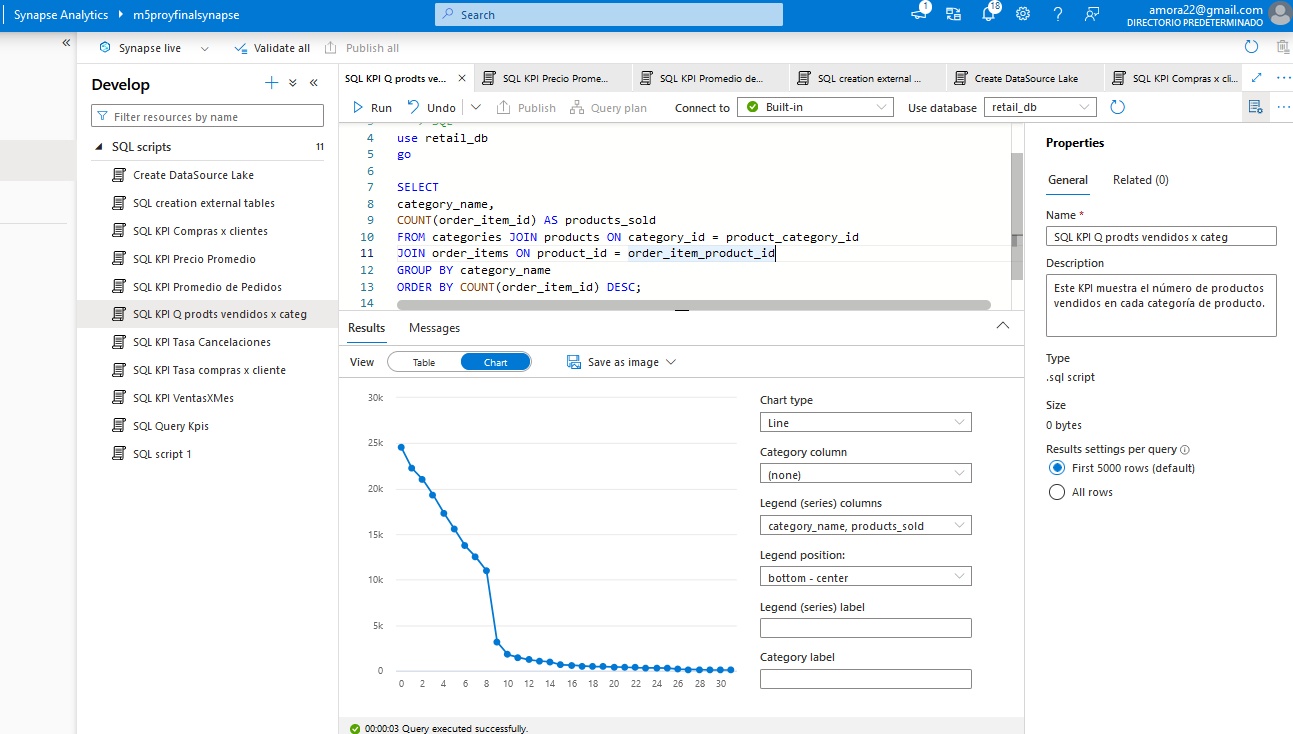 Synapse Analytics
m5proyfinalsynapse
Search
1
18
amora22@gmail.com
DIRECTORIO PREDETERMINADO
Synapse live
Validate all
Publish all
Develop
Filter resources by name
SQL scripts
11
Create DataSource Lake
SQL creation external tables
SQL KPI Compras x clientes
SQL KPI Precio Promedio
SQL KPI Promedio de Pedidos
SQL KPI Q prodts vendidos x categ
SQL KPI Tasa Cancelaciones
SQL KPI Tasa compras x cliente
SQL KPI VentasXMes
SQL Query Kpis
SQL script 1
SQL KPI Q prodts ve...
SQL KPI Precio Prome...
SQL KPI Promedio de...
SQL creation external ...
Create DataSource Lake
SQL KPI Compras x cli...
Run
Undo
Publish
Query plan
Connect to
Built-in
Use database
retail_db
4 use retail_db
5 go
6
7 SELECT
8 category_name,
9 COUNT(order_item_id) AS products_sold
10 FROM categories JOIN products ON category_id = product_category_id
11 JOIN order_items ON product_id = order_item_product_id
12 GROUP BY category_name
13 ORDER BY COUNT(order_item_id) DESC;
14
Results
Messages
View
Table
Chart
Save as image
30k
25k
20k
15k
10k
5k
0
0 2 4 6 8 10 12 14 16 18 20 22 24 26 28 30
Chart type
Line
Category column
(none)
Legend (series) columns
category_name, products_sold
Legend position:
bottom - center
Legend (series) label
Category label
00:00:03 Query executed successfully.
Properties
General
Related (0)
Name *
SQL KPI Q prodts vendidos x categ
Description
Este KPI muestra el número de productos
vendidos en cada categoría de producto.
Type
.sql script
Size
0 bytes
Results settings per query
First 5000 rows (default)
All rows